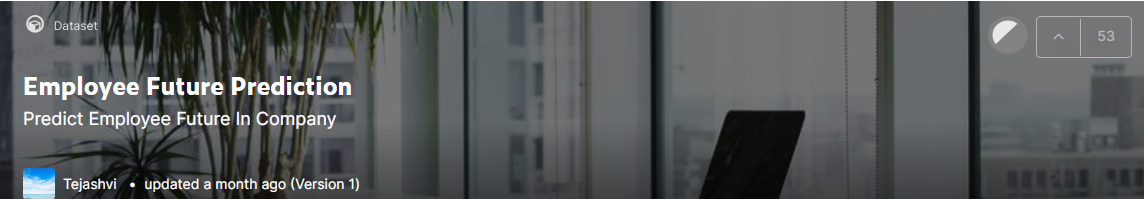 Dataset
53
Employee Future Prediction
Predict Employee Future In Company
Tejashvi • updated a month ago (Version 1)